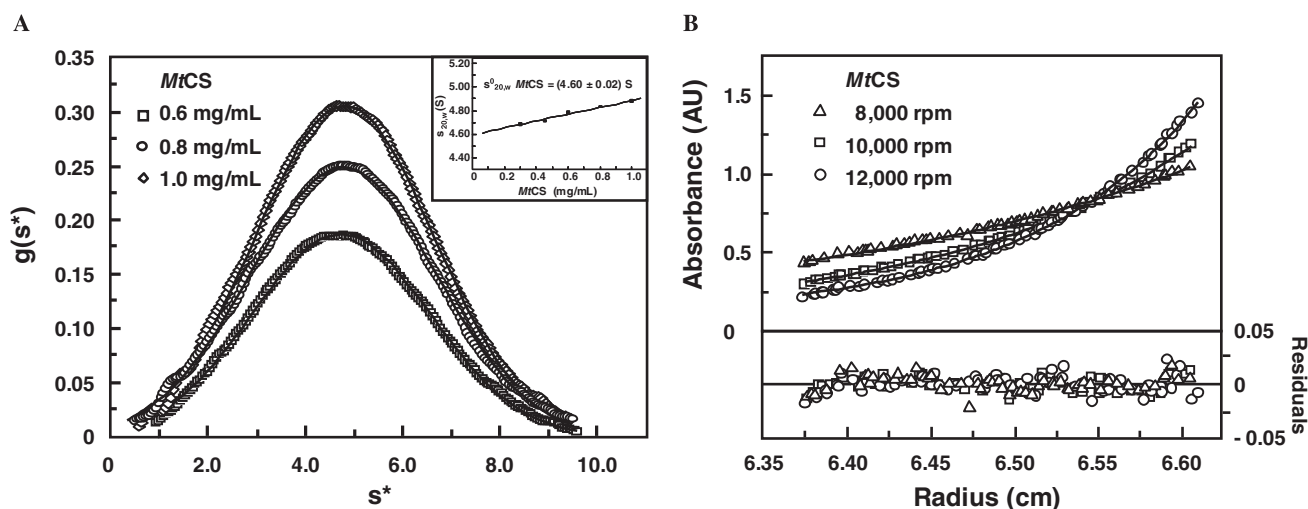 A
0.35
0.30
0.25
0.20
0.15
0.10
0.05
0
g(s*)
MtCS
0.6 mg/mL
0.8 mg/mL
1.0 mg/mL
5.20
5.00
4.80
4.60
4.40
s20,w(S)
s⁰20,w MtCS = (4.60 ± 0.02) S
0 0.2 0.4 0.6 0.8 1.0
MtCS (mg/mL)
0 2.0 4.0 6.0 8.0 10.0
s*
B
1.5
1.0
0.5
0
Absorbance (AU)
MtCS
8,000 rpm
10,000 rpm
12,000 rpm
0.05
0
- 0.05
Residuals
6.35 6.40 6.45 6.50 6.55 6.60
Radius (cm)